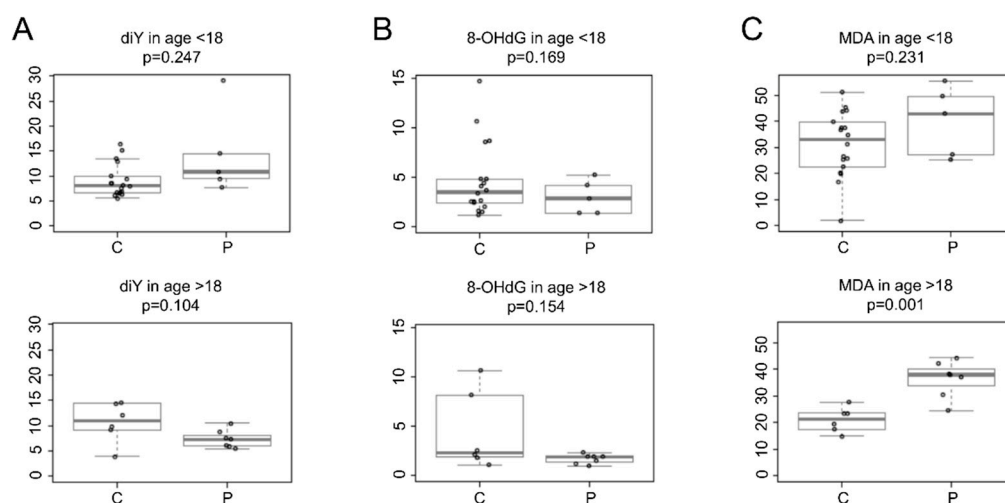 A
diY in age <18
p=0.247
30
25
20
15
10
5
0
C P
B
8-OHdG in age <18
p=0.169
15
10
5
0
C P
C
MDA in age <18
p=0.231
50
40
30
20
10
0
C P
diY in age >18
p=0.104
30
25
20
15
10
5
0
C P
8-OHdG in age >18
p=0.154
15
10
5
0
C P
MDA in age >18
p=0.001
50
40
30
20
10
0
C P